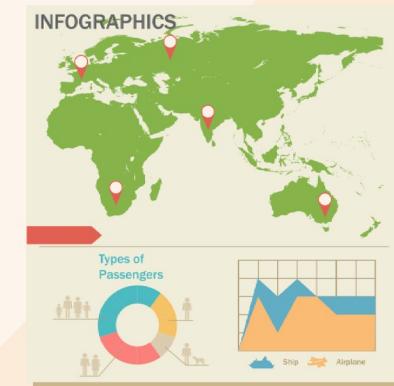 INFOGRAPHICS
Types of
Passengers
Ship
Airplane